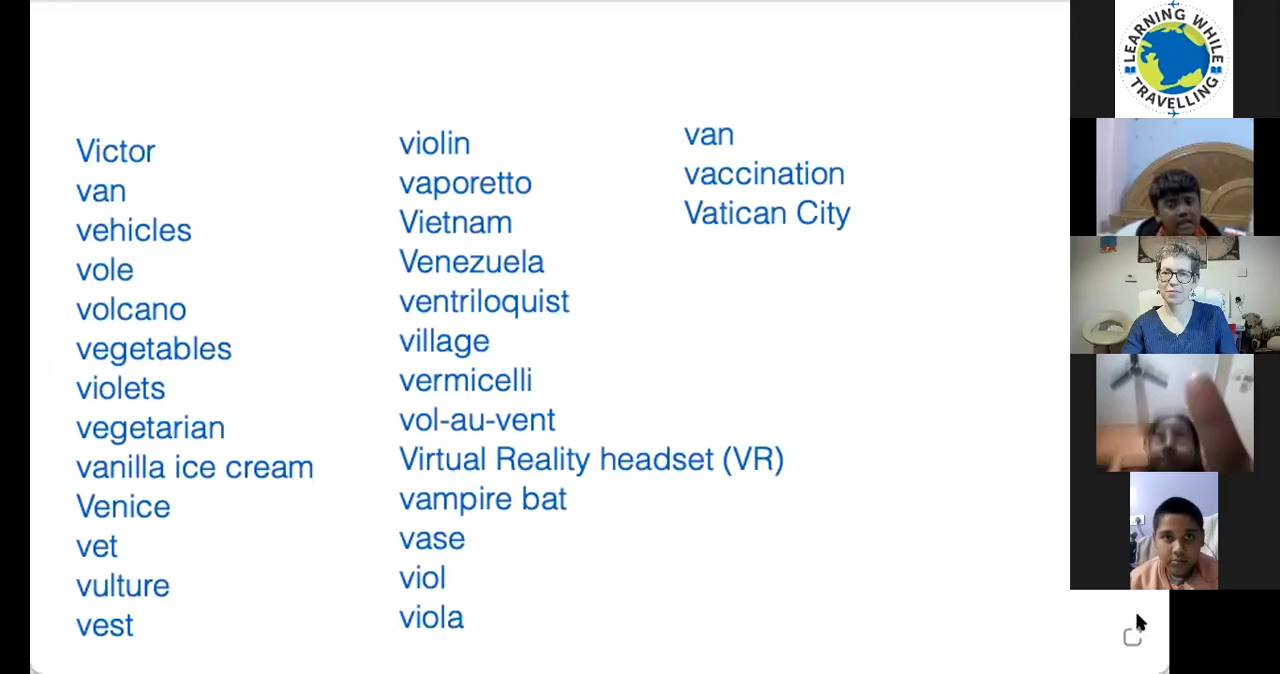 Victor
van
vehicles
vole
volcano
vegetables
violets
vegetarian
vanilla ice cream
Venice
vet
vulture
vest
violin
vaporetto
Vietnam
Venezuela
ventriloquist
village
vermicelli
vol-au-vent
Virtual Reality headset (VR)
vampire bat
vase
viol
viola
van
vaccination
Vatican City
LEARNING WHILE
TRAVELLING